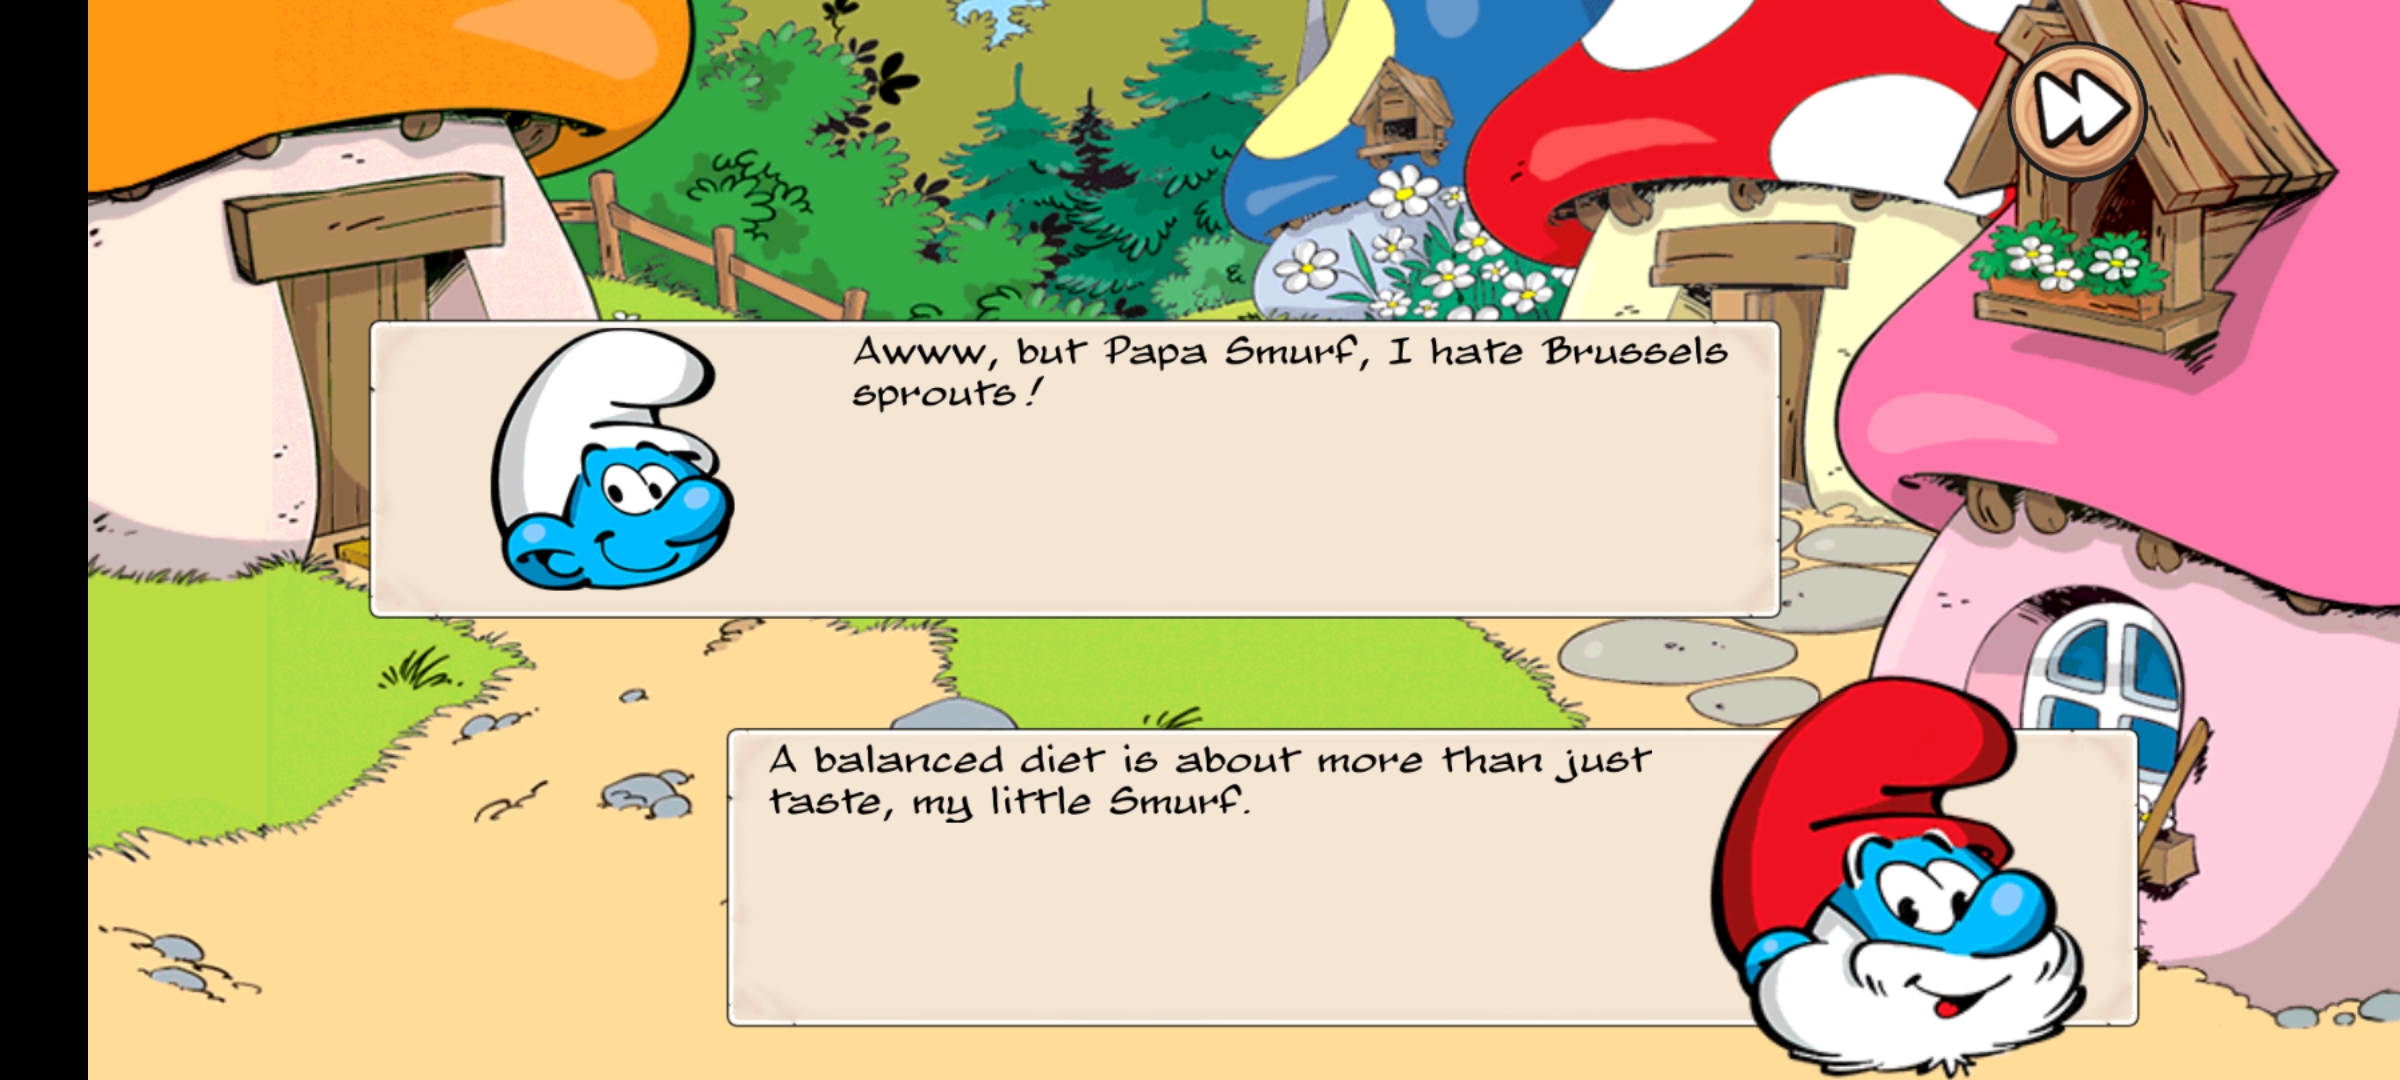 Awww, but Papa Smurf, I hate Brussels
sprouts!
A balanced diet is about more than just
taste, my little Smurf.